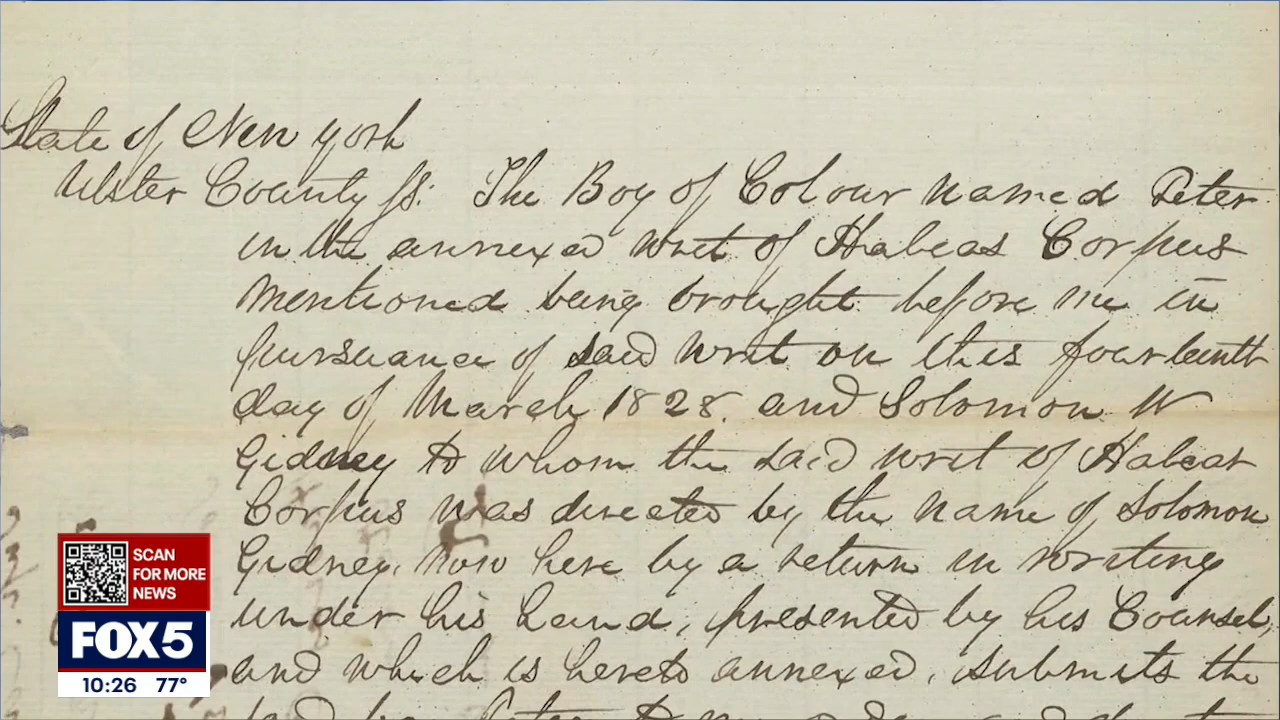 State of New York
Ulster County ss: The Boy of Colour named Peter
in the annexed writ of Habeas Corpus
mentioned being brought before me in
pursuance of said writ on this fourteenth
day of March 1828. and Solomon W
Gidney to whom the said writ of Habeas
Corpus was directed by the name of Solomon
Gidney, now here by a return in writing
under his hand, presented by his Counsel,
and which is hereto annexed, submits the
Peter
SCAN
FOR MORE
NEWS
FOX 5
10:26 77°